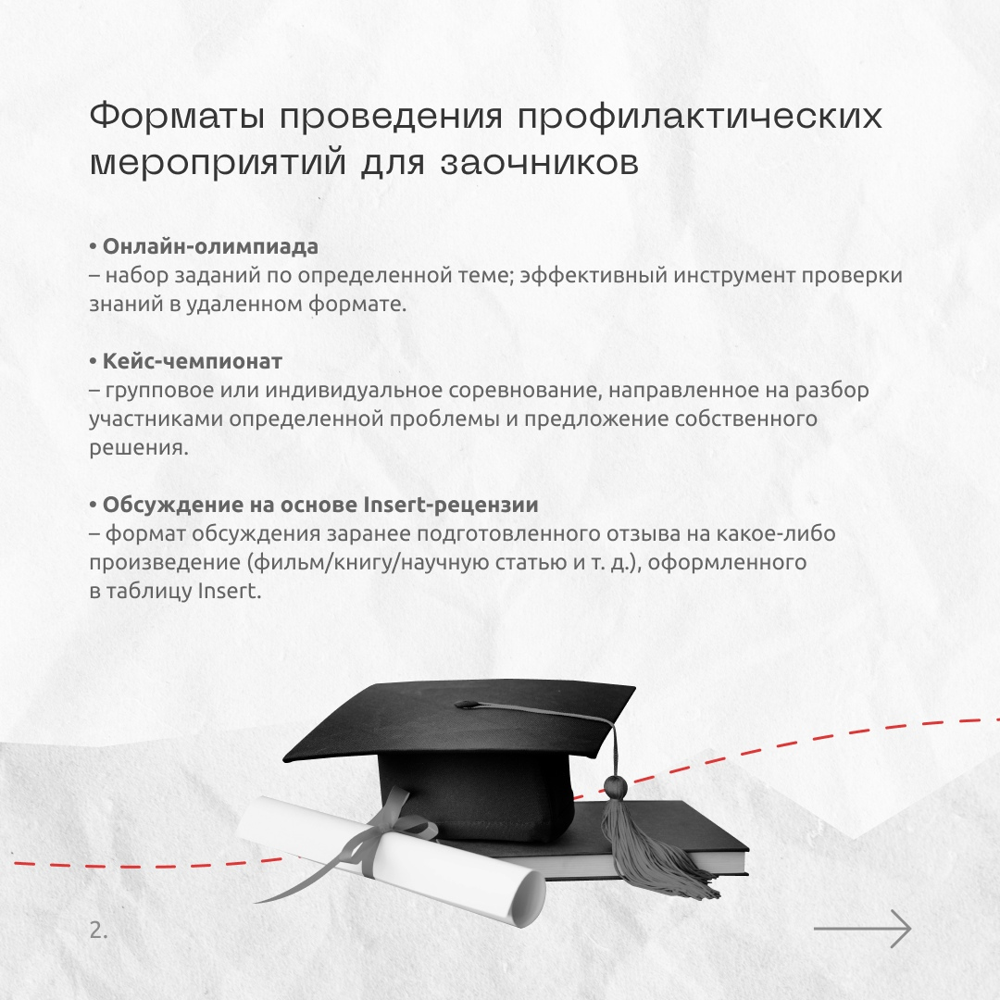 Форматы проведения профилактических
мероприятий для заочников
• Онлайн-олимпиада
– набор заданий по определенной теме; эффективный инструмент проверки
знаний в удаленном формате.
• Кейс-чемпионат
– групповое или индивидуальное соревнование, направленное на разбор
участниками определенной проблемы и предложение собственного
решения.
• Обсуждение на основе Insert-рецензии
– формат обсуждения заранее подготовленного отзыва на какое-либо
произведение (фильм/книгу/научную статью и т. д.), оформленного
в таблицу Insert.
2.